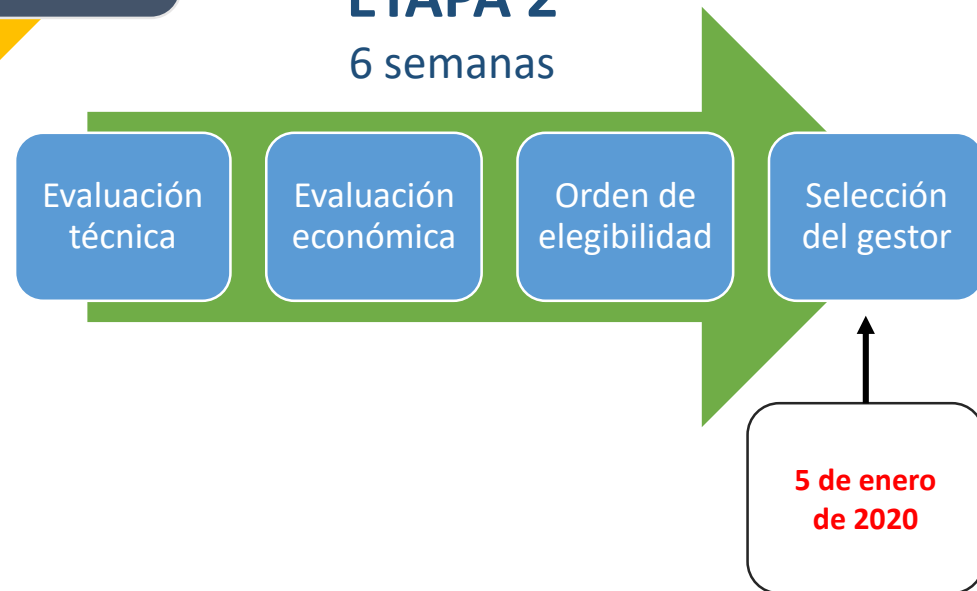 ETAPA 2
6 semanas
Evaluación
técnica
Evaluación
económica
Orden de
elegibilidad
Selección
del gestor
5 de enero
de 2020